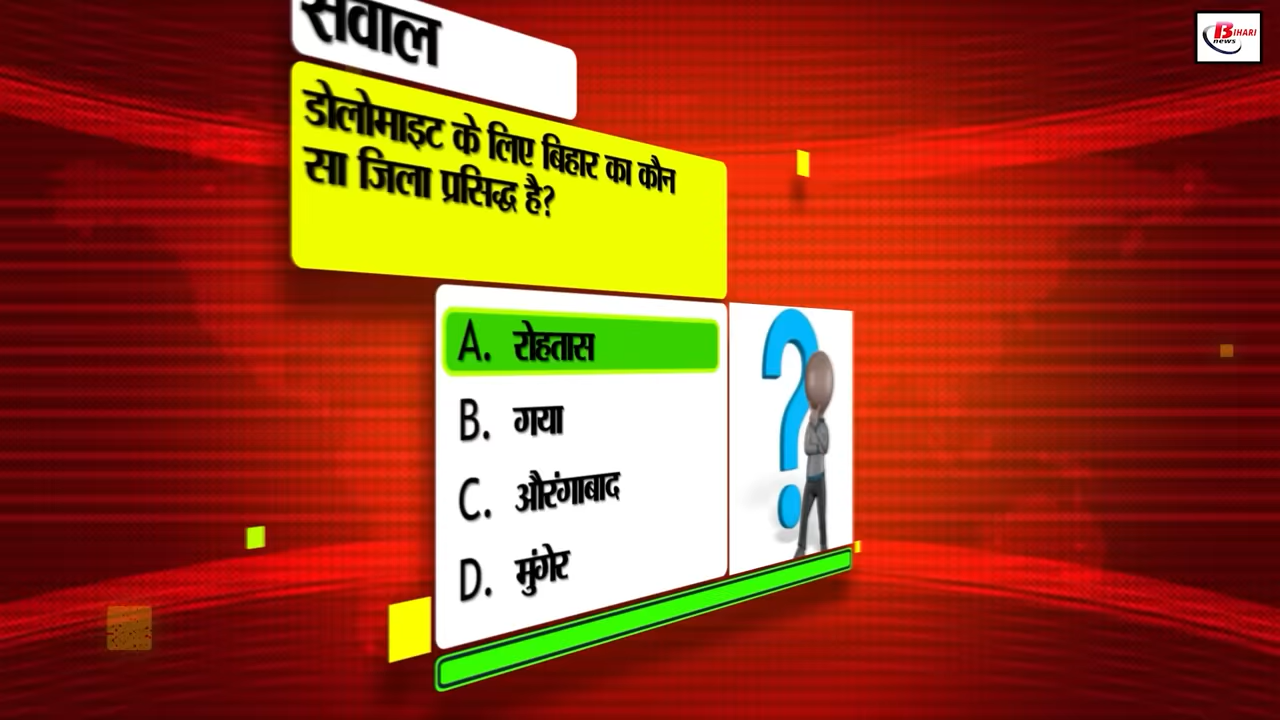 सवाल
डोलोमाइट के लिए बिहार का कौन
सा जिला प्रसिद्ध है?
A. रोहतास
B. गया
C. औरंगाबाद
D. मुंगेर
BIHARI
news